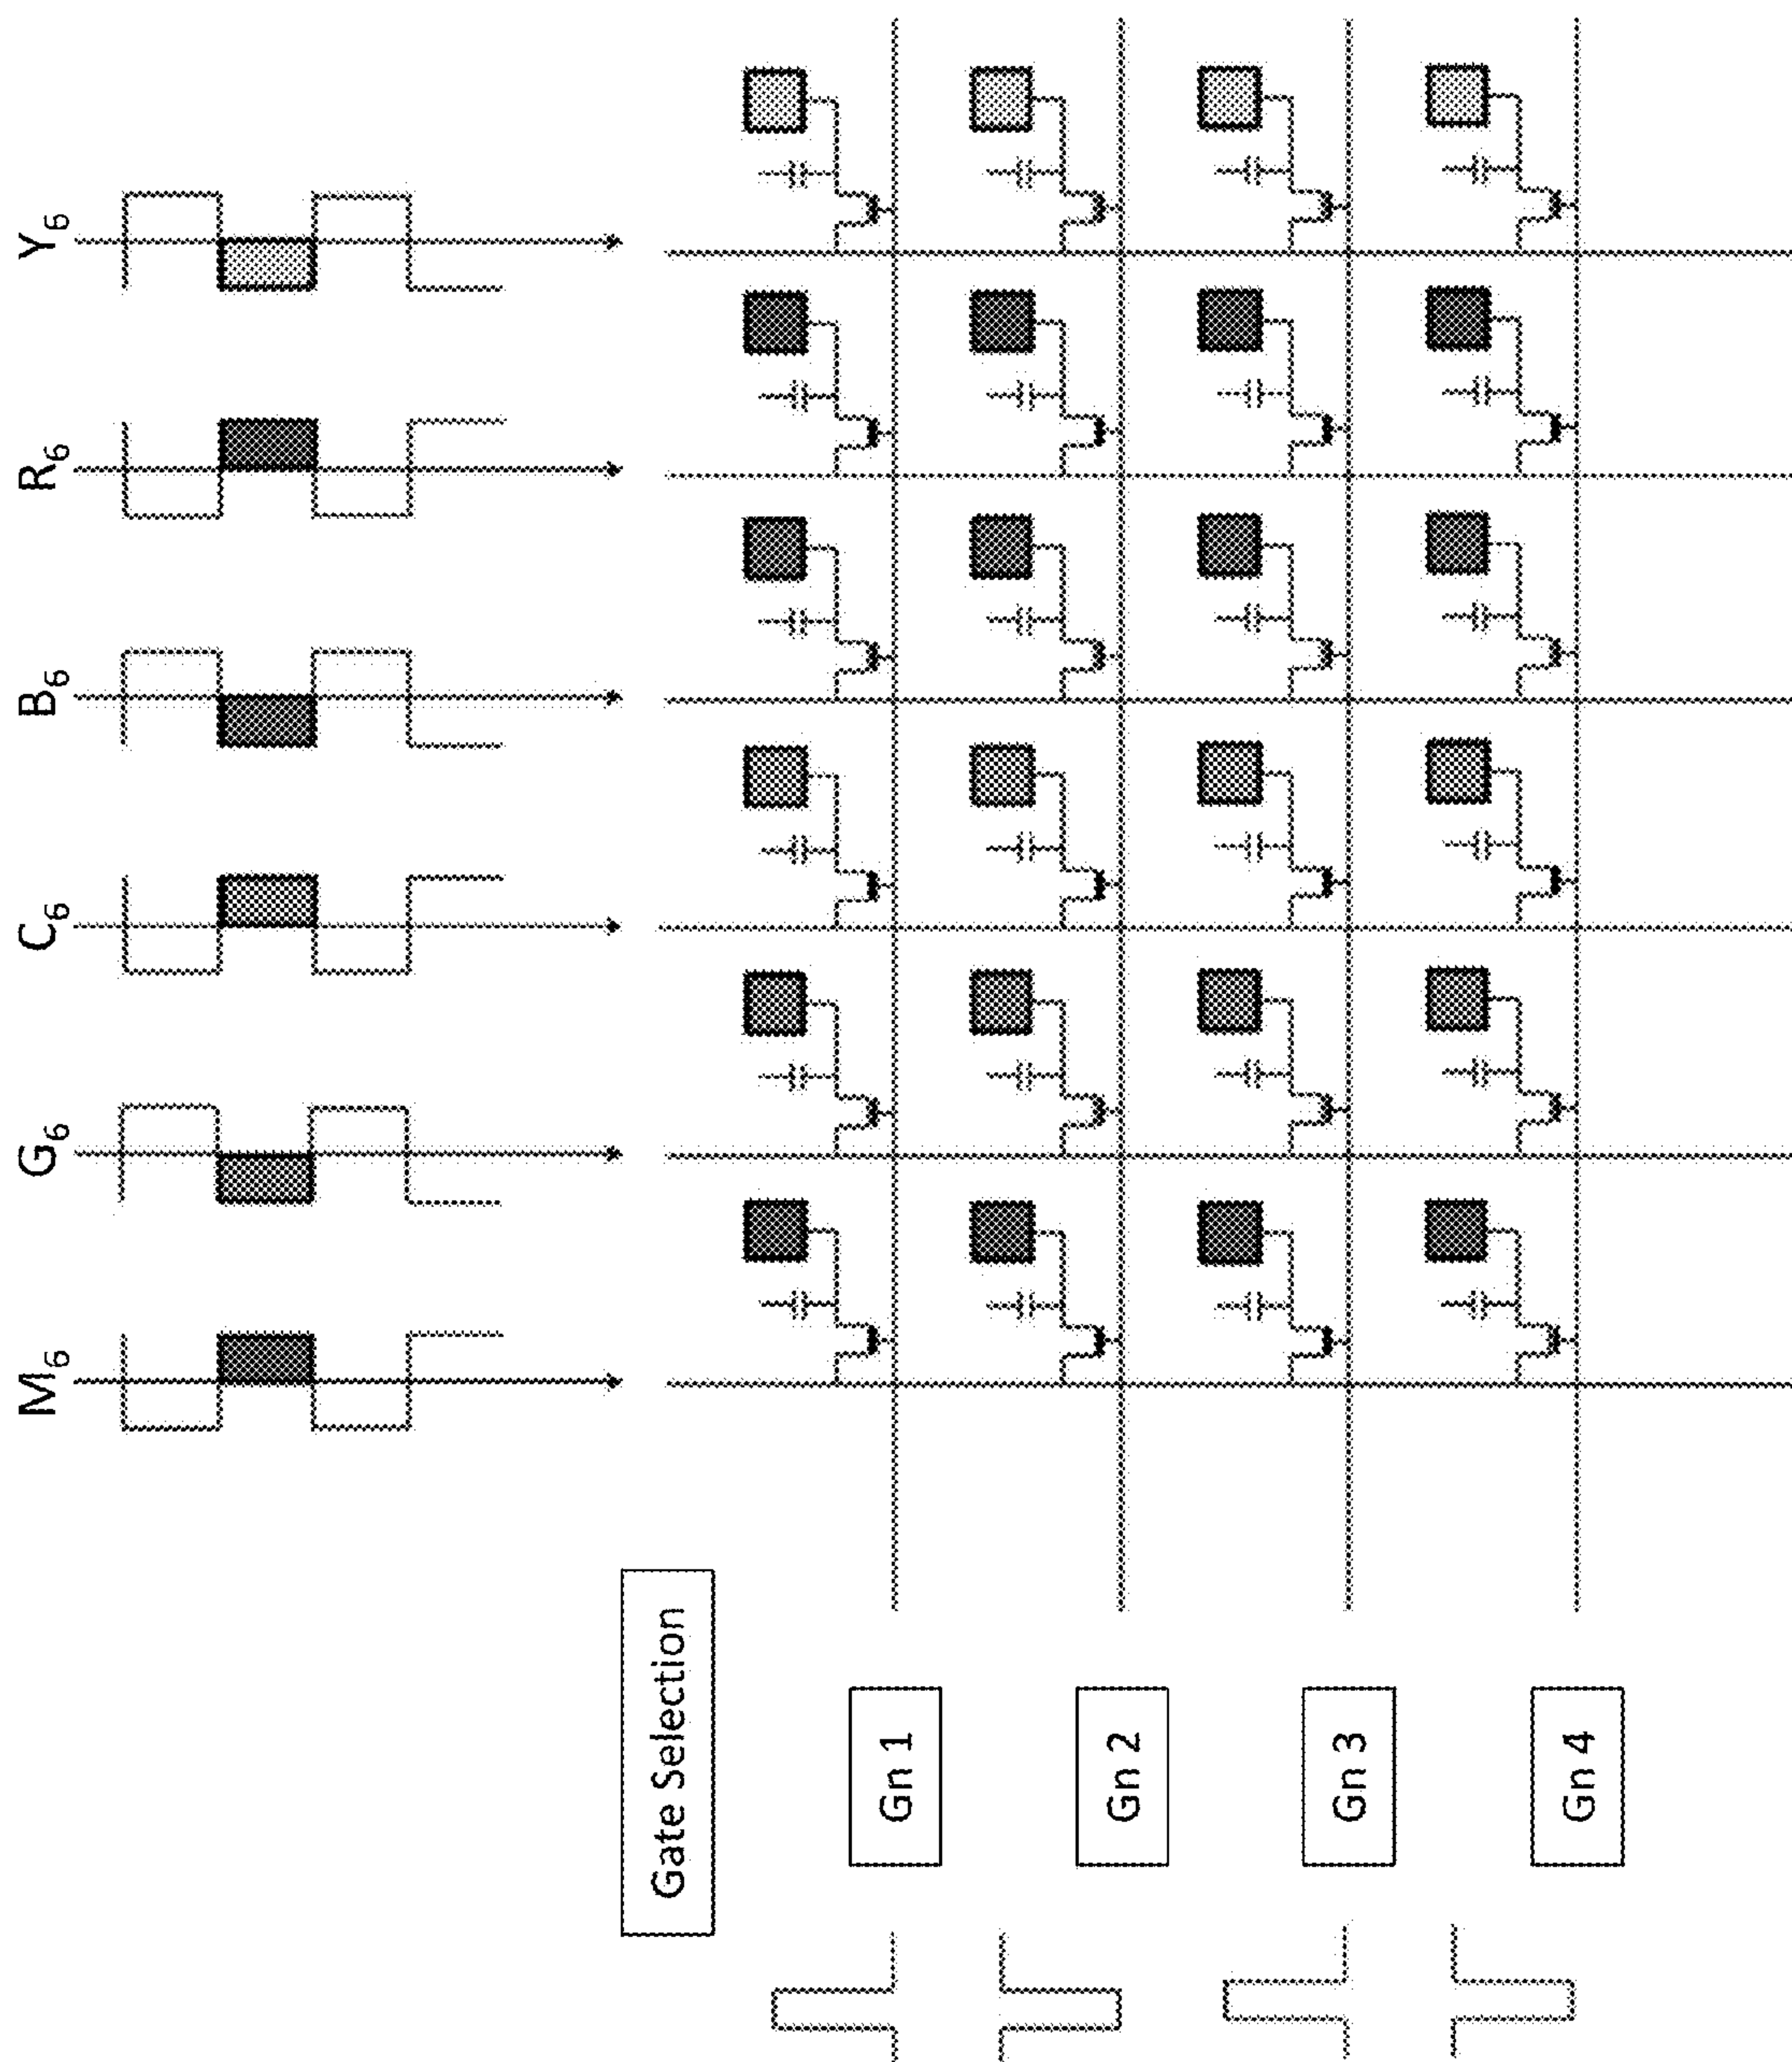 M₆
G₆
C₆
B₆
R₆
Y₆
Gate Selection
Gn 1
Gn 2
Gn 3
Gn 4